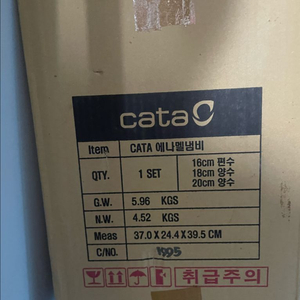 cata
Item CATA 에나멜냄비
QTY. 1 SET 16cm 편수
18cm 양수
20cm 양수
G.W 5.96 KGS
N.W. 4.52 KGS
Meas 37.0 X 24.4 X 39.5 CM
C/NO. 1995
취급주의